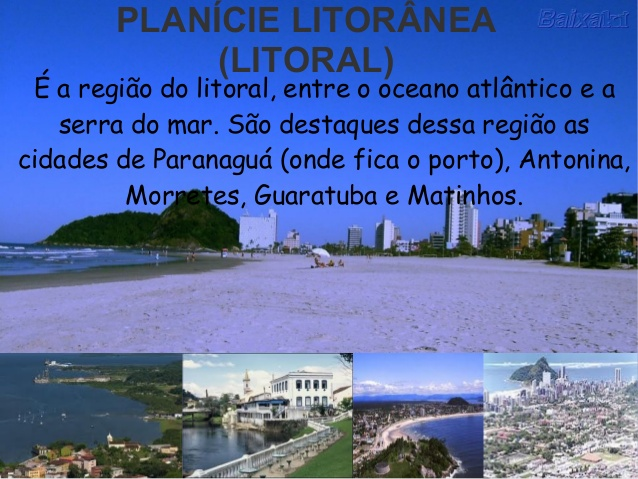 PLANÍCIE LITORÂNEA
(LITORAL)
Baixaki
É a região do litoral, entre o oceano atlântico e a
serra do mar. São destaques dessa região as
cidades de Paranaguá (onde fica o porto), Antonina,
Morretes, Guaratuba e Matinhos.